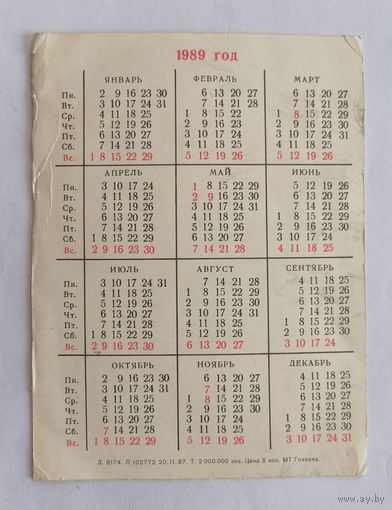 1989 год
ЯНВАРЬ ФЕВРАЛЬ МАРТ
Пн. 2 9 16 23 30 6 13 20 27 6 13 20 27
Вт. 3 10 17 24 31 7 14 21 28 7 14 21 28
Ср. 4 11 18 25 1 8 15 22 1 8 15 22 29
Чт. 5 12 19 26 2 9 16 23 2 9 16 23 30
Пт. 6 13 20 27 3 10 17 24 3 10 17 24 31
Сб. 7 14 21 28 4 11 18 25 4 11 18 25
Вс. 1 8 15 22 29 5 12 19 26 5 12 19 26
АПРЕЛЬ МАЙ ИЮНЬ
Пн. 3 10 17 24 1 8 15 22 29 5 12 19 26
Вт. 4 11 18 25 2 9 16 23 30 6 13 20 27
Ср. 5 12 19 26 3 10 17 24 31 7 14 21 28
Чт. 6 13 20 27 4 11 18 25 1 8 15 22 29
Пт. 7 14 21 28 5 12 19 26 2 9 16 23 30
Сб. 1 8 15 22 29 6 13 20 27 3 10 17 24
Вс. 2 9 16 23 30 7 14 21 28 4 11 18 25
ИЮЛЬ АВГУСТ СЕНТЯБРЬ
Пн. 3 10 17 24 31 7 14 21 28 4 11 18 25
Вт. 4 11 18 25 1 8 15 22 29 5 12 19 26
Ср. 5 12 19 26 2 9 16 23 30 6 13 20 27
Чт. 6 13 20 27 3 10 17 24 31 7 14 21 28
Пт. 7 14 21 28 4 11 18 25 1 8 15 22 29
Сб. 1 8 15 22 29 5 12 19 26 2 9 16 23 30
Вс. 2 9 16 23 30 6 13 20 27 3 10 17 24
ОКТЯБРЬ НОЯБРЬ ДЕКАБРЬ
Пн. 2 9 16 23 30 6 13 20 27 4 11 18 25
Вт. 3 10 17 24 31 7 14 21 28 5 12 19 26
Ср. 4 11 18 25 1 8 15 22 29 6 13 20 27
Чт. 5 12 19 26 2 9 16 23 30 7 14 21 28
Пт. 6 13 20 27 3 10 17 24 1 8 15 22 29
Сб. 7 14 21 28 4 11 18 25 2 9 16 23 30
Вс. 1 8 15 22 29 5 12 19 26 3 10 17 24 31
З. 8174. Л 102772 20.11.87. Т. 2 000 000 экз. Цена 5 коп. МТ Гознака.
ay.by